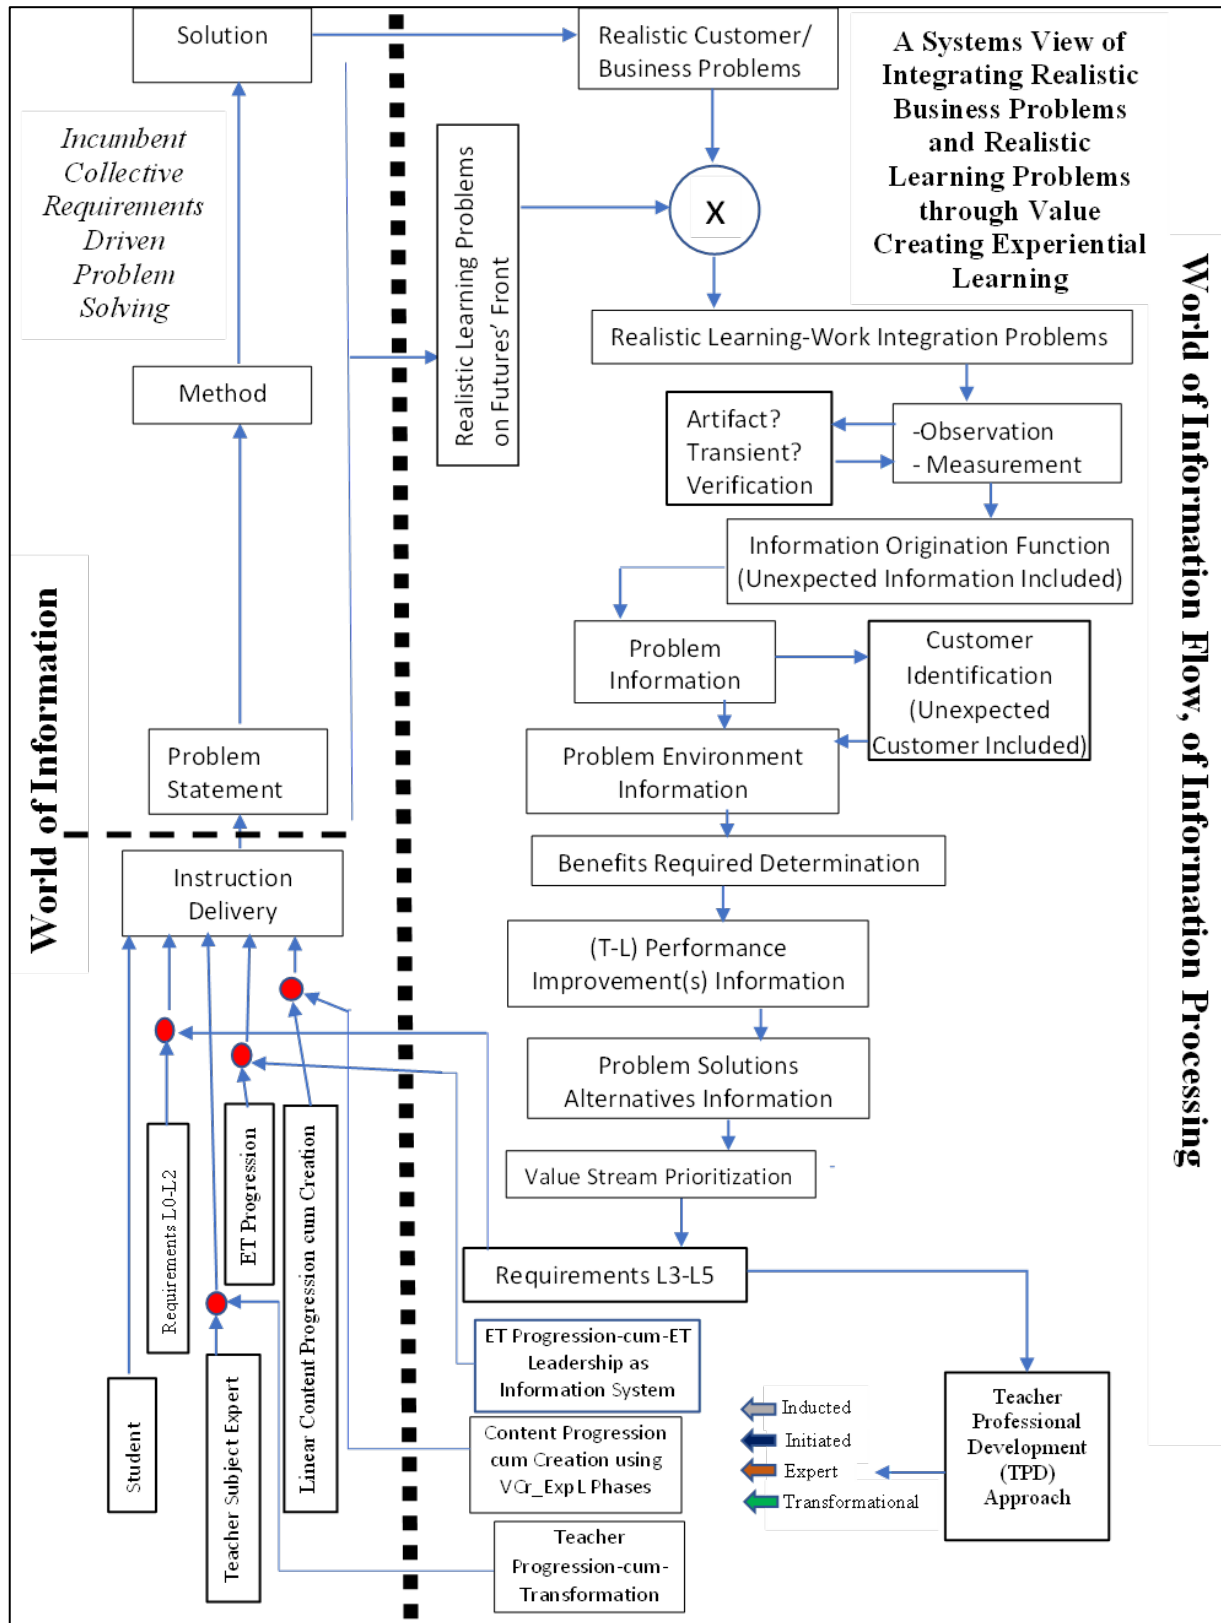 Solution
Realistic Customer/
Business Problems
A Systems View of
Integrating Realistic
Business Problems
and Realistic
Learning Problems
through Value
Creating Experiential
Learning
Incumbent
Collective
Requirements
Driven
Problem
Solving
Realistic Learning Problems
on Futures' Front
X
World of Information Flow, of Information Processing
Realistic Learning-Work Integration Problems
Method
Artifact?
Transient?
Verification
-Observation
- Measurement
Information Origination Function
(Unexpected Information Included)
World of Information
Problem
Information
Customer
Identification
(Unexpected
Customer Included)
Problem
Statement
Problem Environment
Information
Instruction
Delivery
Benefits Required Determination
(T-L) Performance
Improvement(s) Information
Problem Solutions
Alternatives Information
Value Stream Prioritization
-
Requirements L0-L2
ET Progression
Linear Content Progression cum Creation
Requirements L3-L5
Student
Teacher Subject Expert
ET Progression-cum-ET
Leadership as
Information System
Content Progression
cum Creation using
VCr_ExpL Phases
Teacher
Progression-cum-
Transformation
Inducted
Initiated
Expert
Transformational
Teacher
Professional
Development
(TPD)
Approach